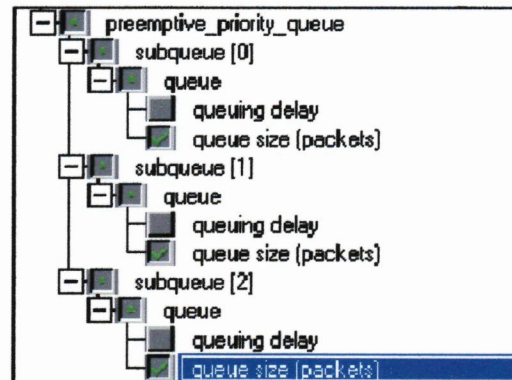 preemptive_priority_queue
subqueue [0]
queue
queuing delay
queue size (packets)
subqueue [1]
queue
queuing delay
queue size (packets)
subqueue [2]
queue
queuing delay
queue size (packets)